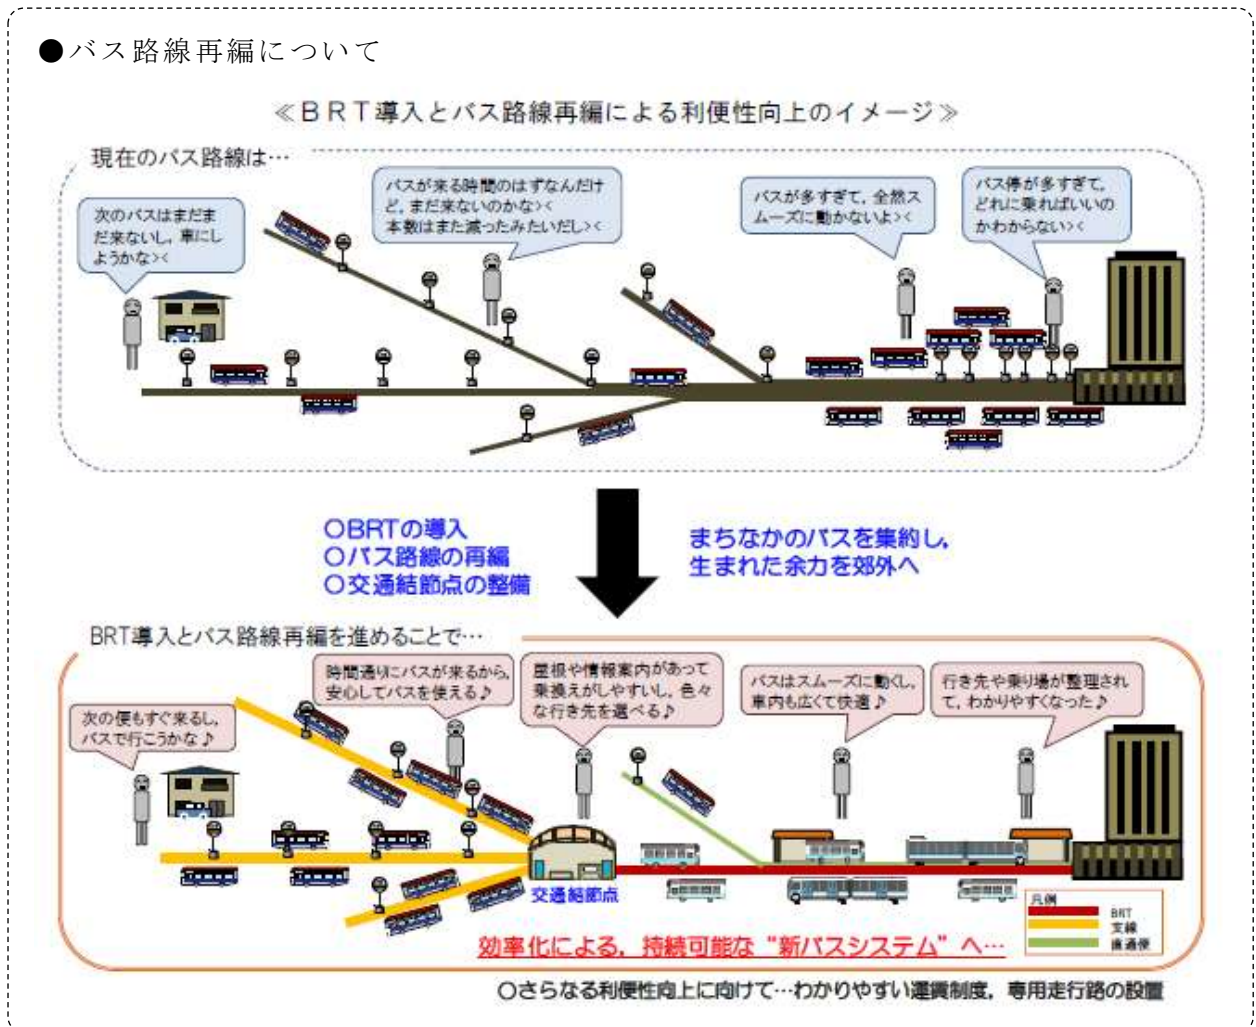 ●バス路線再編について
≪BRT導入とバス路線再編による利便性向上のイメージ≫
現在のバス路線は…
次のバスはまだま
だ来ないし，車にし
ようかな><
バスが来る時間のはずなんだけ
ど，まだ来ないのかな><
本数はまた減ったみたいだし><
バスが多すぎて，全然ス
ムーズに動かないよ><
バス停が多すぎて，
どれに乗ればいいの
かわからない><
○BRTの導入
○バス路線の再編
○交通結節点の整備
まちなかのバスを集約し，
生まれた余力を郊外へ
BRT導入とバス路線再編を進めることで…
次の便もすぐ来るし，
バスで行こうかな♪
時間通りにバスが来るから，
安心してバスを使える♪
屋根や情報案内があって
乗換えがしやすいし，色々
な行き先を選べる♪
バスはスムーズに動くし，
車内も広くて快適♪
行き先や乗り場が整理され
て，わかりやすくなった♪
交通結節点
凡例
BRT
支線
直通便
効率化による，持続可能な“新バスシステム”へ…
○さらなる利便性向上に向けて…わかりやすい運賃制度，専用走行路の設置